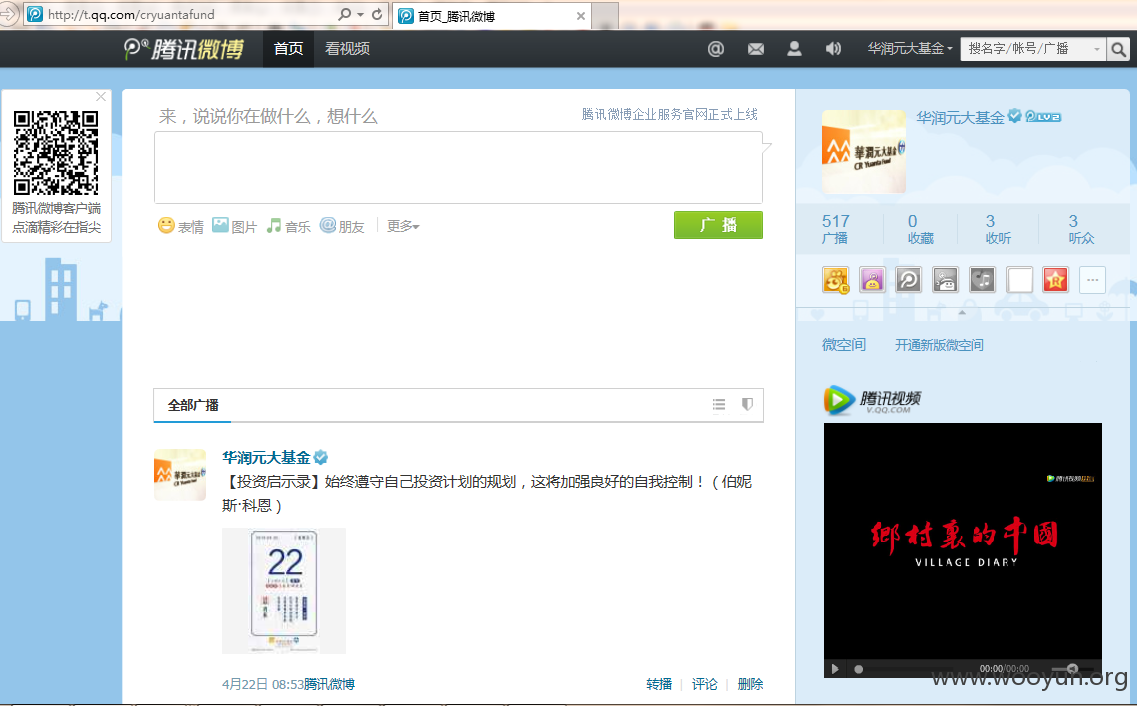 http://t.qq.com/cryuantafund
首页_腾讯微博
腾讯微博 首页 看视频 华润元大基金 搜名字/帐号/广播
来，说说你在做什么，想什么
腾讯微博企业服务官网正式上线
腾讯微博客户端
点滴精彩在指尖
表情 图片 音乐 朋友 更多
广 播
全部广播
华润元大基金
【投资启示录】始终遵守自己投资计划的规划，这将加强良好的自我控制！（伯妮
斯·科恩）
22
4月22日 08:53腾讯微博
转播 评论 删除
華潤元大基金
CR Yuanta Fund
华润元大基金 LV2
517 0 3 3
广播 收藏 收听 听众
微空间 开通新版微空间
腾讯视频
V.QQ.COM
鄉村裏的中國
VILLAGE DIARY
00:00/00:00
www.wooyun.org